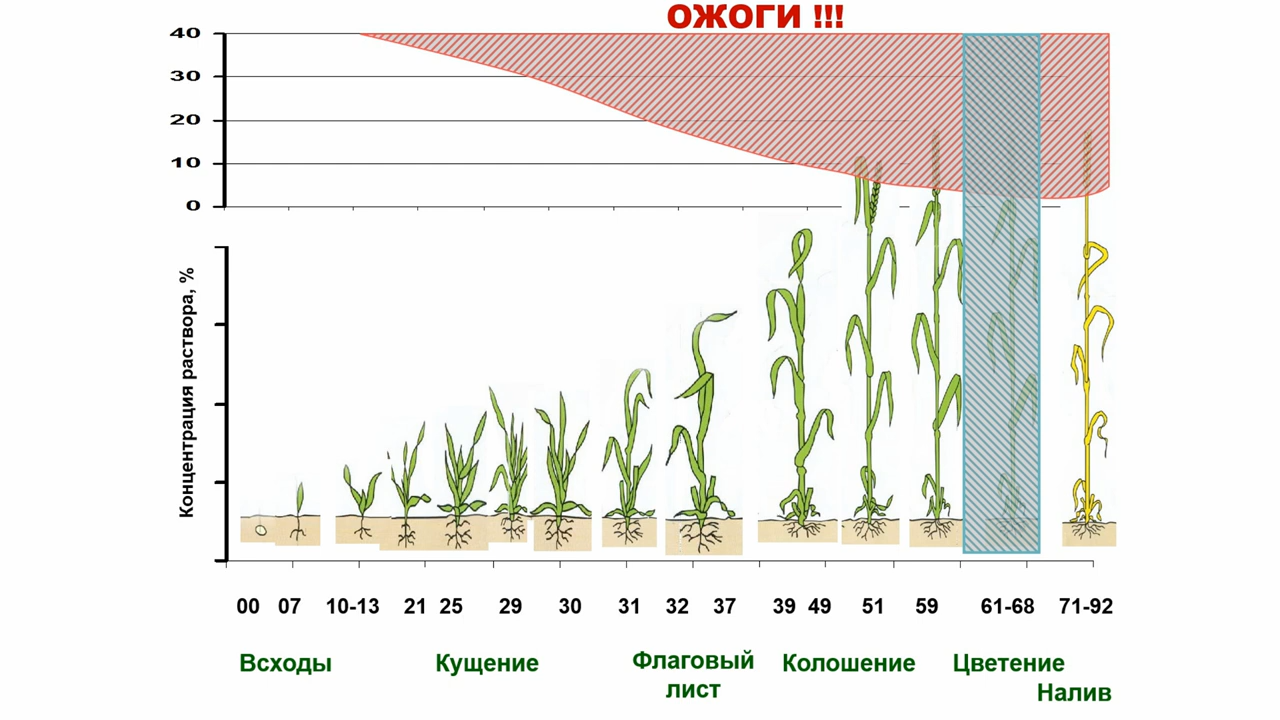 ОЖОГИ !!!
40
30
20
10
0
Концентрация раствора, %
00 07 10-13 21 25 29 30 31 32 37 39 49 51 59 61-68 71-92
Всходы Кущение Флаговый лист Колошение Цветение
Налив